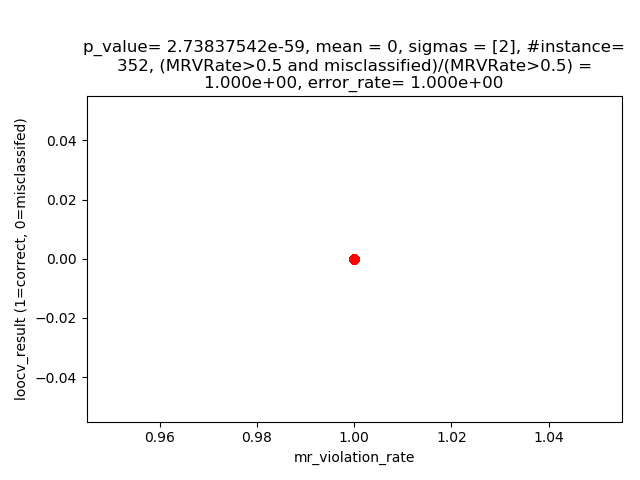 p_value= 2.73837542e-59, mean = 0, sigmas = [2], #instance=
352, (MRVRate>0.5 and misclassified)/(MRVRate>0.5) =
1.000e+00, error_rate= 1.000e+00
loocv_result (1=correct, 0=misclassifed)
0.04
0.02
0.00
−0.02
−0.04
0.96
0.98
1.00
1.02
1.04
mr_violation_rate